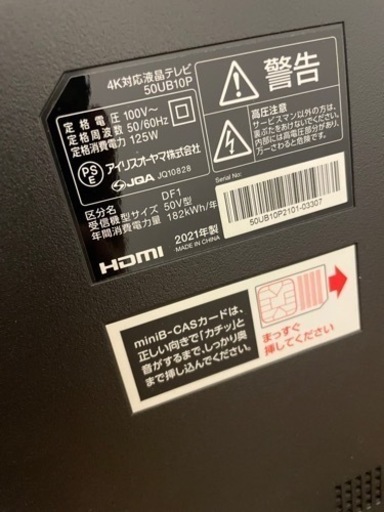 4K対応液晶テレビ
50UB10P
定格電圧 100V～
定格周波数 50/60Hz
定格消費電力 125W
PSE
アイリスオーヤマ株式会社
JQA JQ10828
区分名 DF1
受信機型サイズ 50V型
年間消費電力量 182kWh/年
HDMI
2021年製
MADE IN CHINA
警告
高圧注意
サービスマン以外の方は、
裏ぶたをあけないでください。
内部には高電圧部分が数多くあり、
万一さわると危険です。
Serial No:
50UB10P2101-03307
miniB-CASカードは、
正しい向きで「カチッ」と
音がするまで、しっかり奥
まで挿し込んでください。
まっすぐ
挿してください